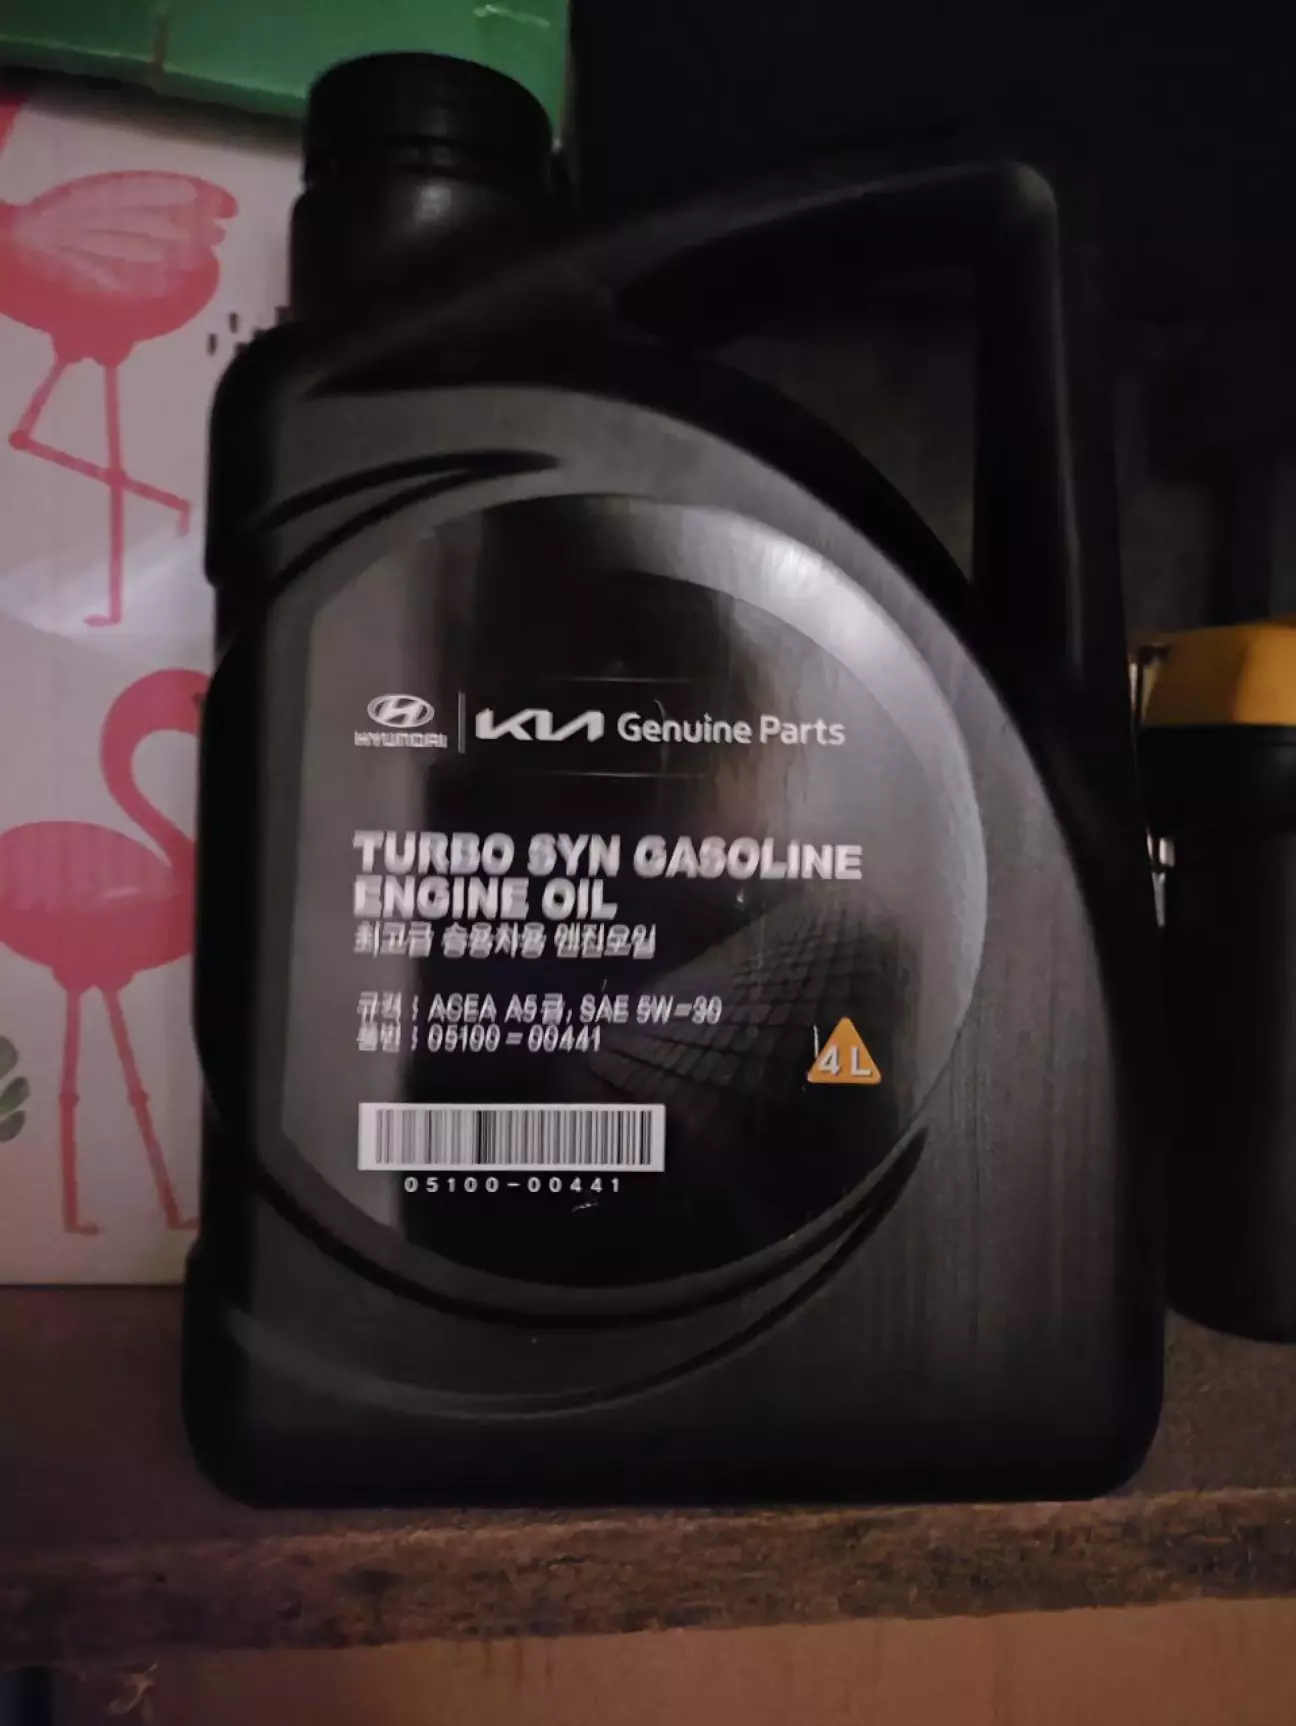 HYUNDAI | KIA Genuine Parts
TURBO SYN GASOLINE
ENGINE OIL
최고급 승용차용 엔진오일
규격 : ACEA A5급, SAE 5W-30
품번 : 05100-00441
4 L
05100-00441